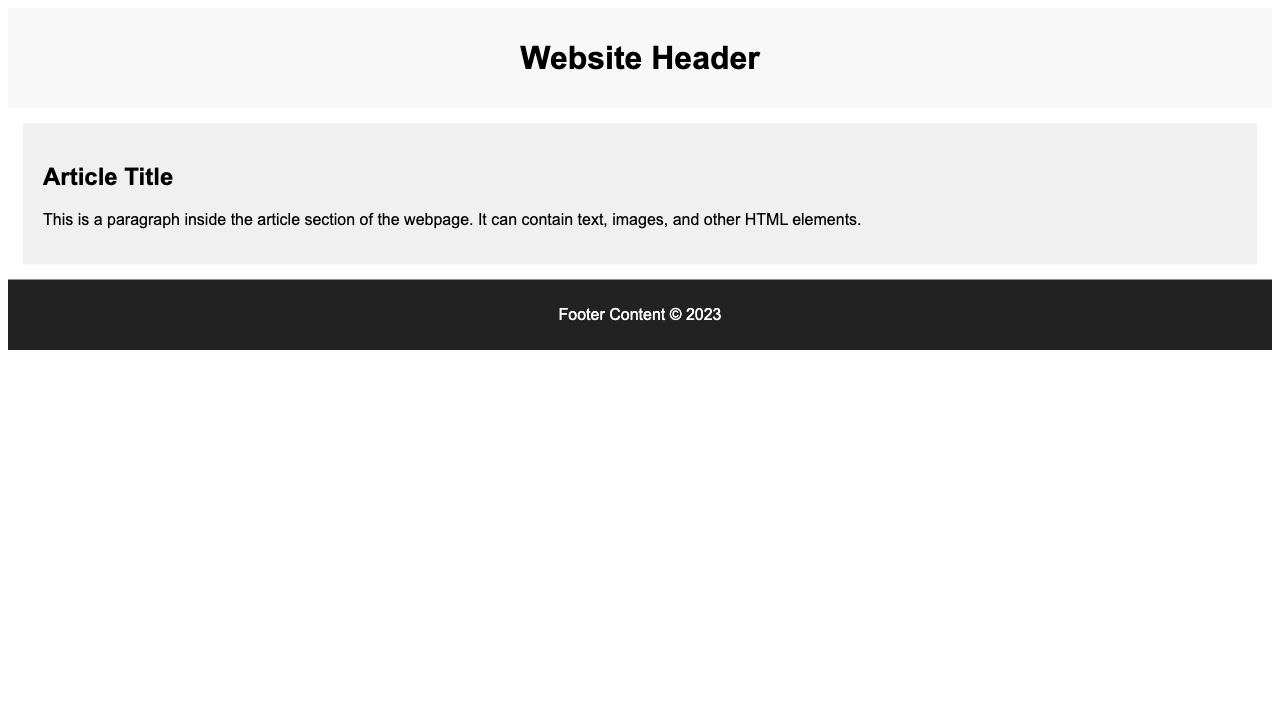 Website Header
Article Title
This is a paragraph inside the article section of the webpage. It can contain text, images, and other HTML elements.
Footer Content © 2023